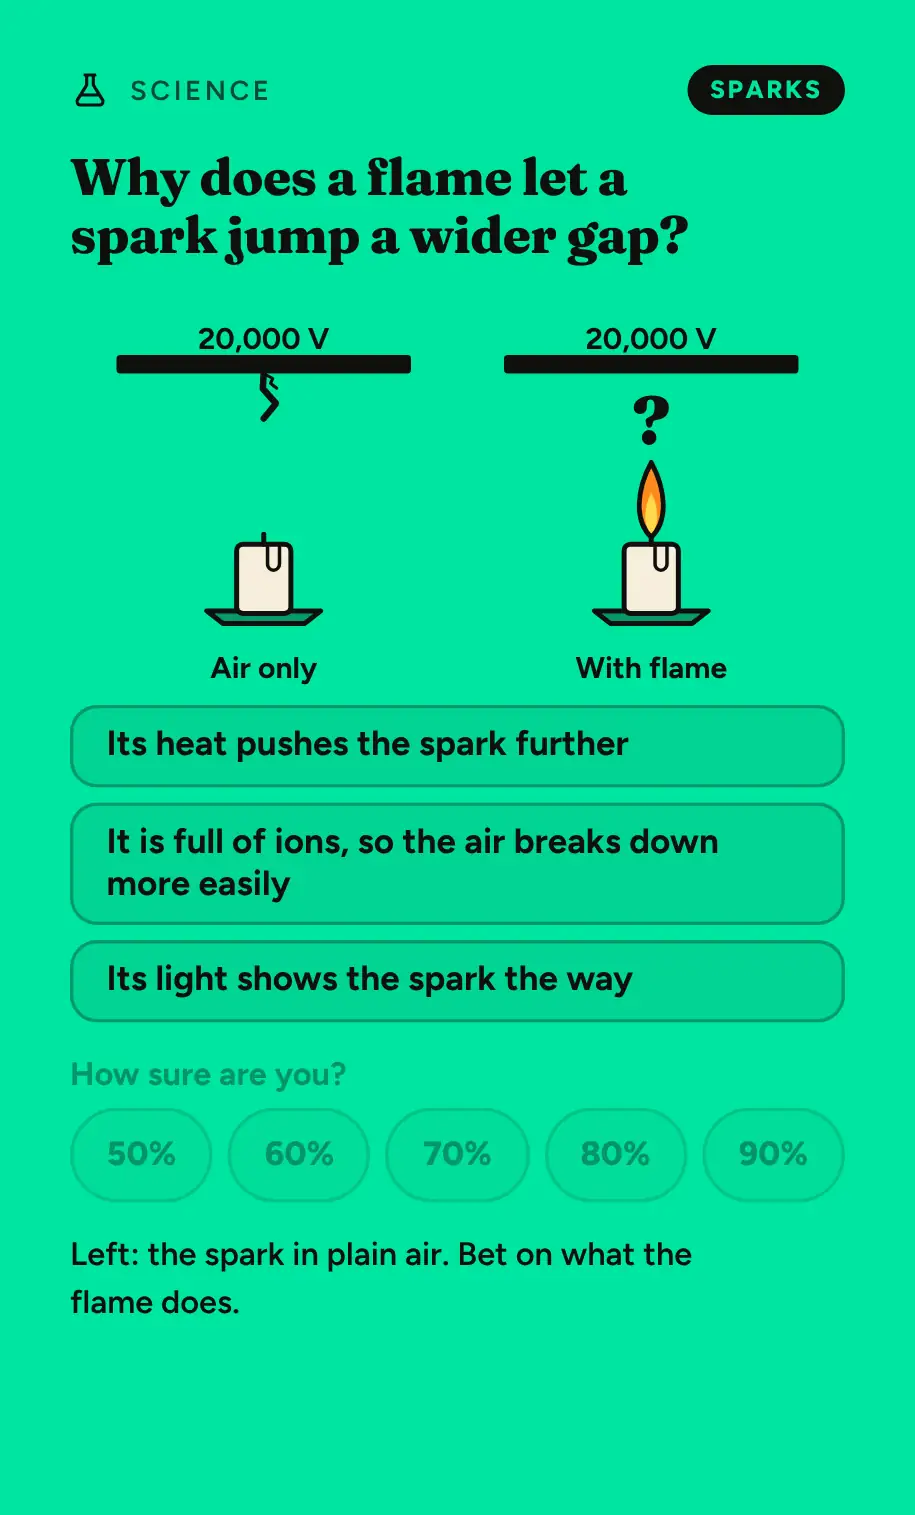 SCIENCE
SPARKS
Why does a flame let a
spark jump a wider gap?
20,000 V
20,000 V
?
Air only
With flame
Its heat pushes the spark further
It is full of ions, so the air breaks down
more easily
Its light shows the spark the way
How sure are you?
50%
60%
70%
80%
90%
Left: the spark in plain air. Bet on what the
flame does.